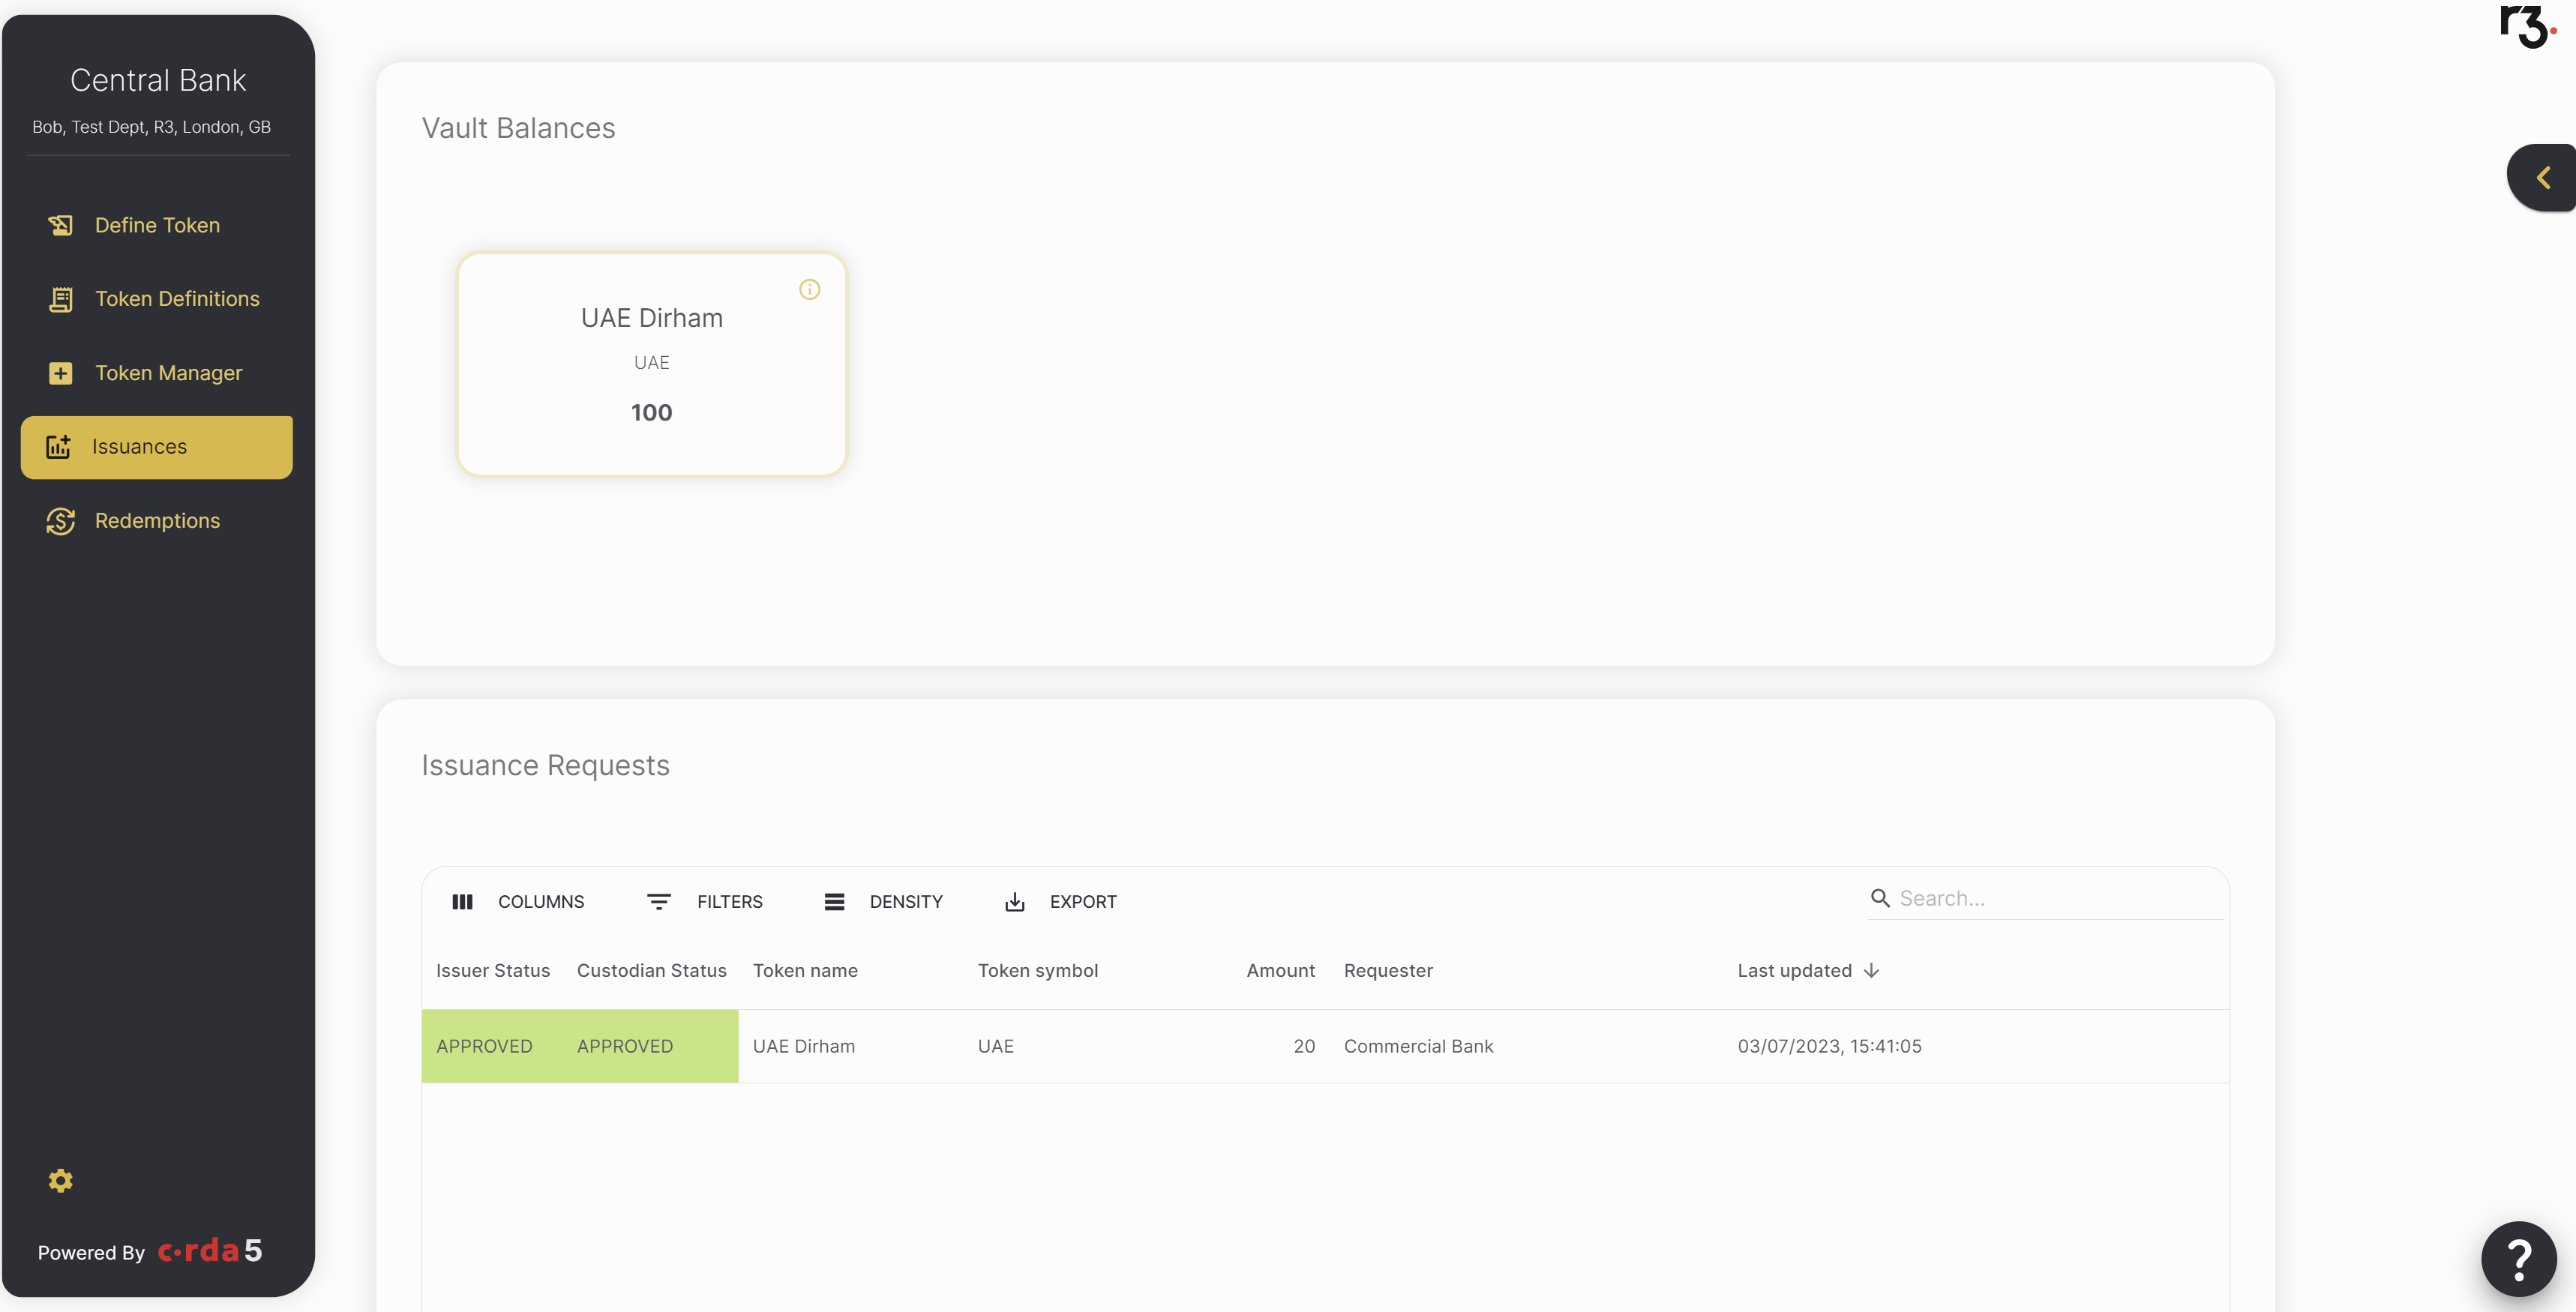 Central Bank
Bob, Test Dept, R3, London, GB
Define Token
Token Definitions
Token Manager
Issuances
Redemptions
Powered By c·rda 5
r3.
Vault Balances
UAE Dirham
UAE
100
Issuance Requests
COLUMNS FILTERS DENSITY EXPORT Search...
Issuer Status Custodian Status Token name Token symbol Amount Requester Last updated
APPROVED APPROVED UAE Dirham UAE 20 Commercial Bank 03/07/2023, 15:41:05
?